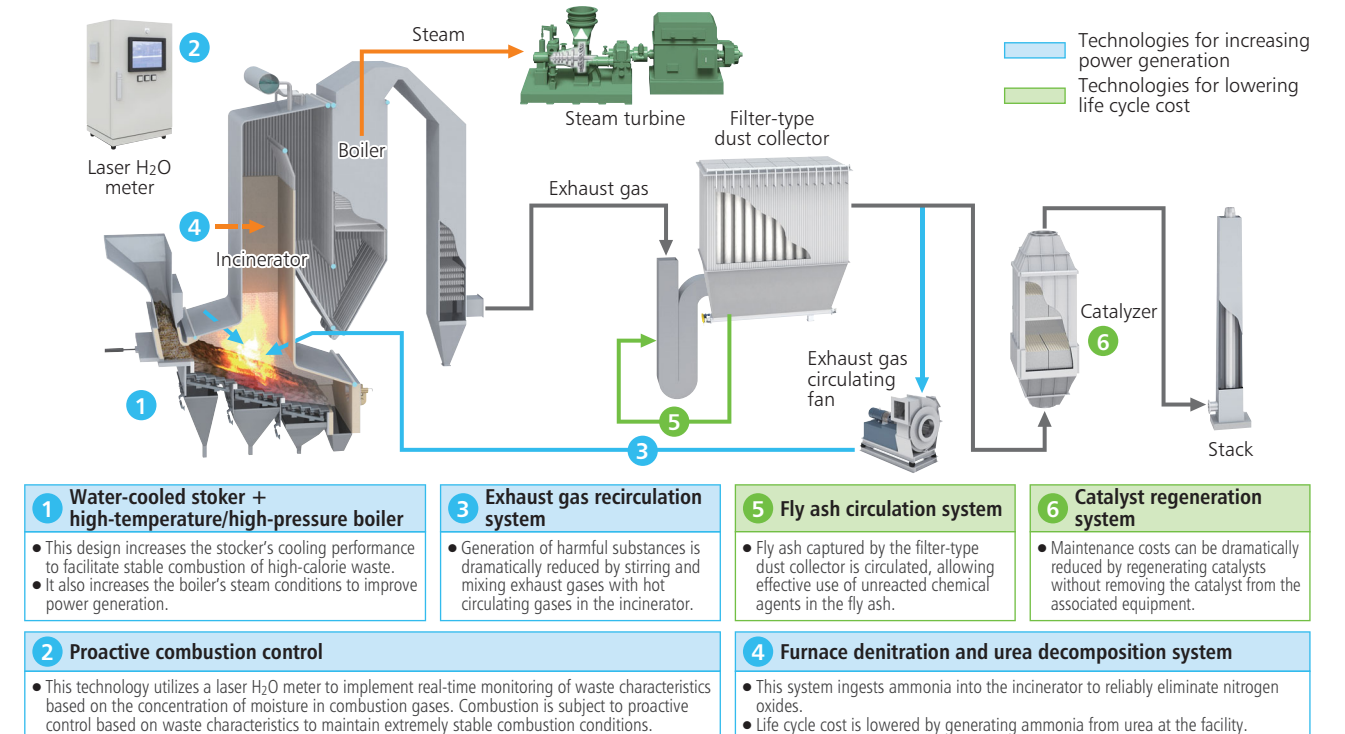 2
Laser H2O
meter
Steam
Boiler
4
Incinerator
1
Steam turbine
Exhaust gas
Filter-type
dust collector
Technologies for increasing
power generation
Technologies for lowering
life cycle cost
5
3
Exhaust gas
circulating
fan
Catalyzer
6
Stack
1 Water-cooled stoker +
high-temperature/high-pressure boiler
● This design increases the stocker's cooling performance
to facilitate stable combustion of high-calorie waste.
● It also increases the boiler's steam conditions to improve
power generation.
3 Exhaust gas recirculation
system
● Generation of harmful substances is
dramatically reduced by stirring and
mixing exhaust gases with hot
circulating gases in the incinerator.
5 Fly ash circulation system
● Fly ash captured by the filter-type
dust collector is circulated, allowing
effective use of unreacted chemical
agents in the fly ash.
6 Catalyst regeneration
system
● Maintenance costs can be dramatically
reduced by regenerating catalysts
without removing the catalyst from the
associated equipment.
2 Proactive combustion control
● This technology utilizes a laser H2O meter to implement real-time monitoring of waste characteristics
based on the concentration of moisture in combustion gases. Combustion is subject to proactive
control based on waste characteristics to maintain extremely stable combustion conditions.
4 Furnace denitration and urea decomposition system
● This system ingests ammonia into the incinerator to reliably eliminate nitrogen
oxides.
● Life cycle cost is lowered by generating ammonia from urea at the facility.